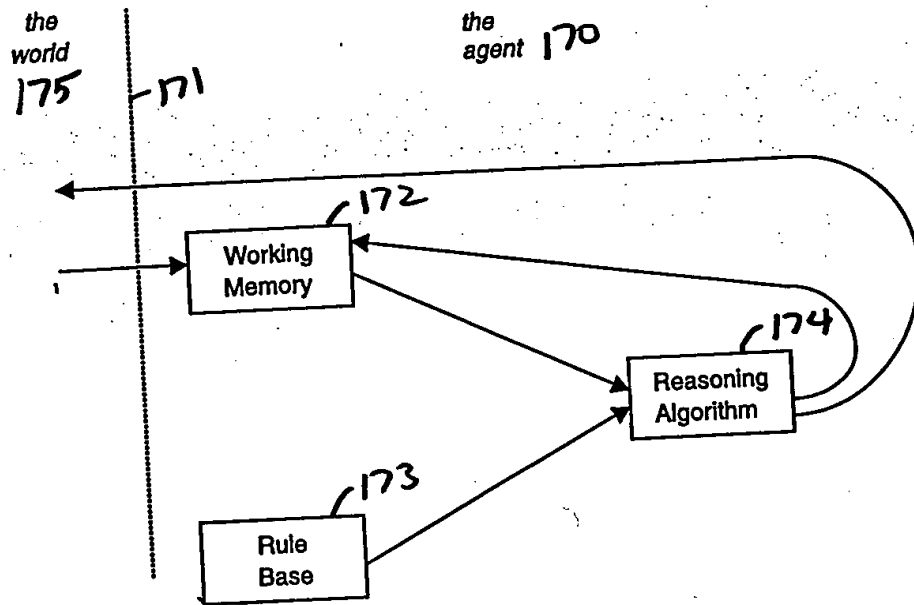 the
world
175
171
the
agent 170
172
Working
Memory
174
Reasoning
Algorithm
173
Rule
Base